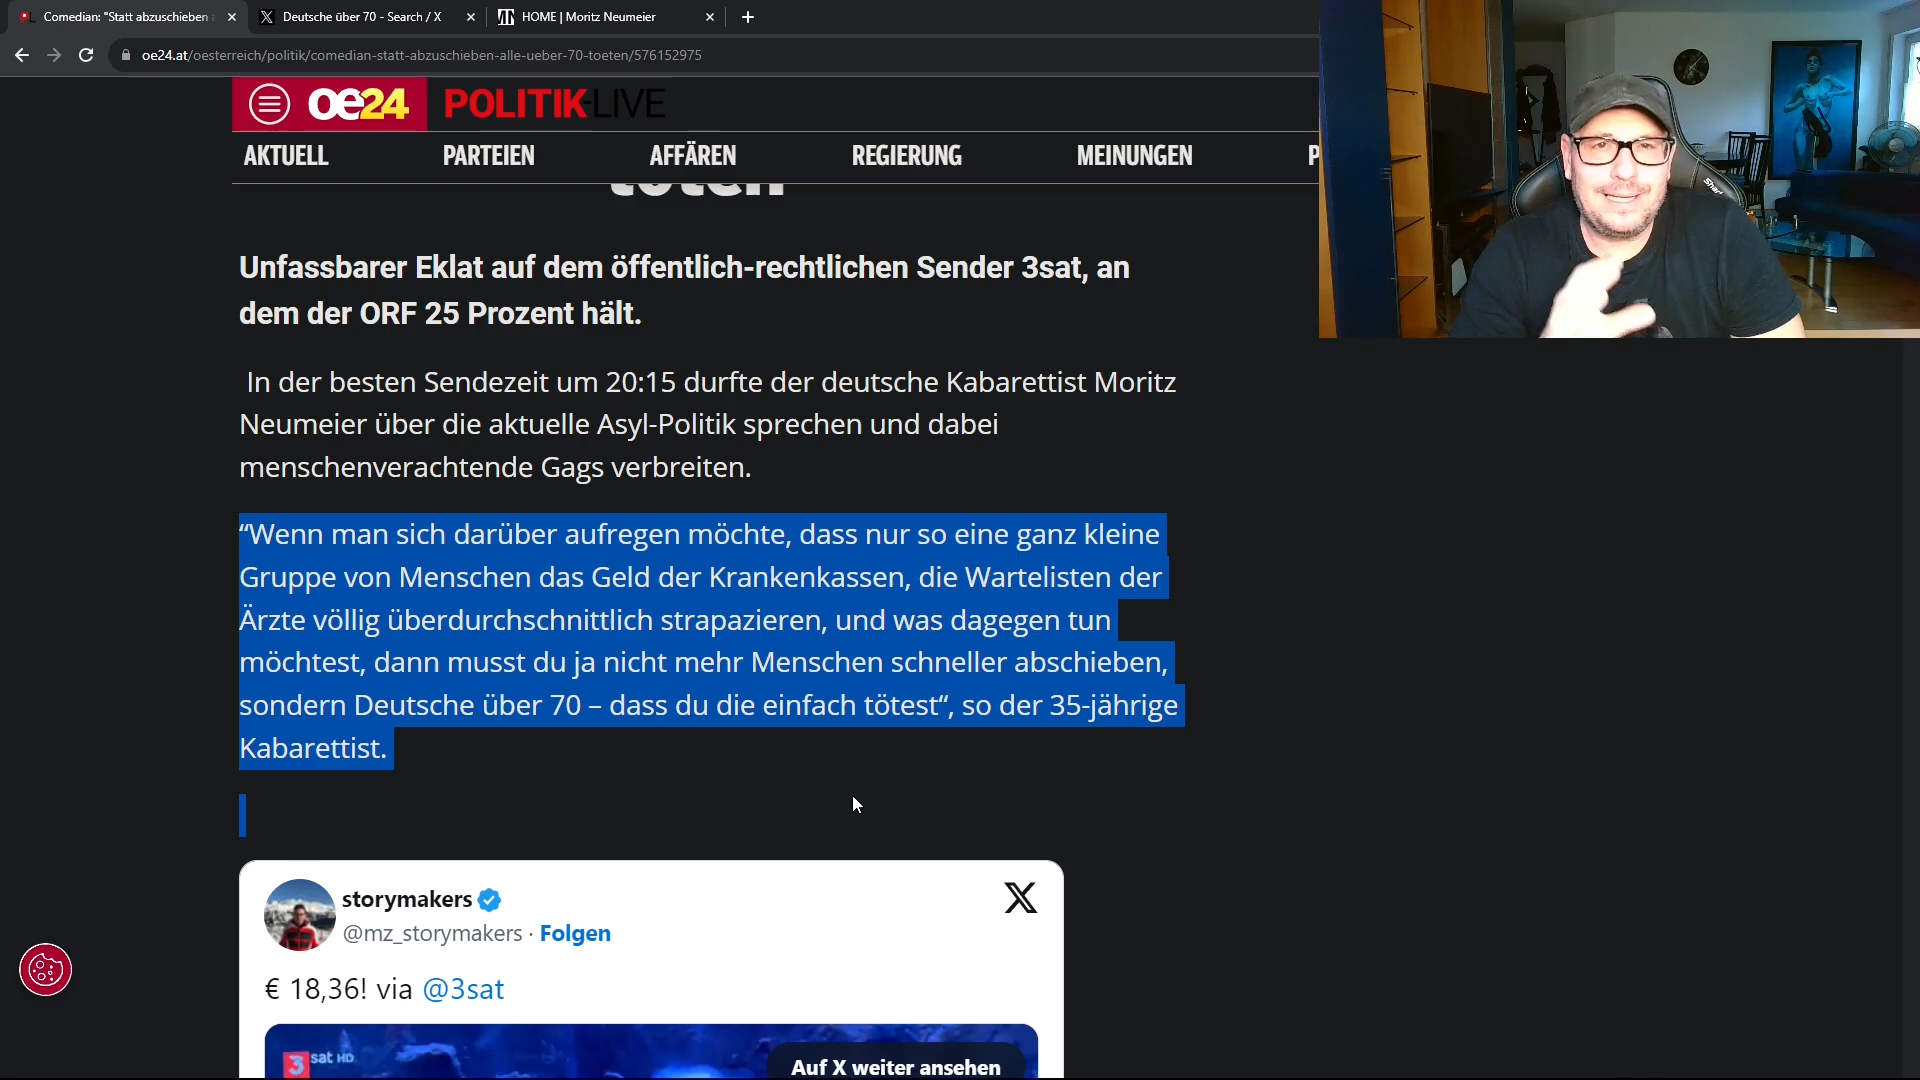 Comedian: "Statt abzuschieben
Deutsche über 70 - Search / X
HOME | Moritz Neumeier
oe24.at/oesterreich/politik/comedian-statt-abzuschieben-alle-ueber-70-toeten/576152975
oe24 POLITIK-LIVE
AKTUELL PARTEIEN AFFÄREN REGIERUNG MEINUNGEN P
töten
Unfassbarer Eklat auf dem öffentlich-rechtlichen Sender 3sat, an
dem der ORF 25 Prozent hält.
In der besten Sendezeit um 20:15 durfte der deutsche Kabarettist Moritz
Neumeier über die aktuelle Asyl-Politik sprechen und dabei
menschenverachtende Gags verbreiten.
“Wenn man sich darüber aufregen möchte, dass nur so eine ganz kleine
Gruppe von Menschen das Geld der Krankenkassen, die Wartelisten der
Ärzte völlig überdurchschnittlich strapazieren, und was dagegen tun
möchtest, dann musst du ja nicht mehr Menschen schneller abschieben,
sondern Deutsche über 70 – dass du die einfach tötest“, so der 35-jährige
Kabarettist.
storymakers
@mz_storymakers · Folgen
X
€ 18,36! via @3sat
3sat HD
Auf X weiter ansehen